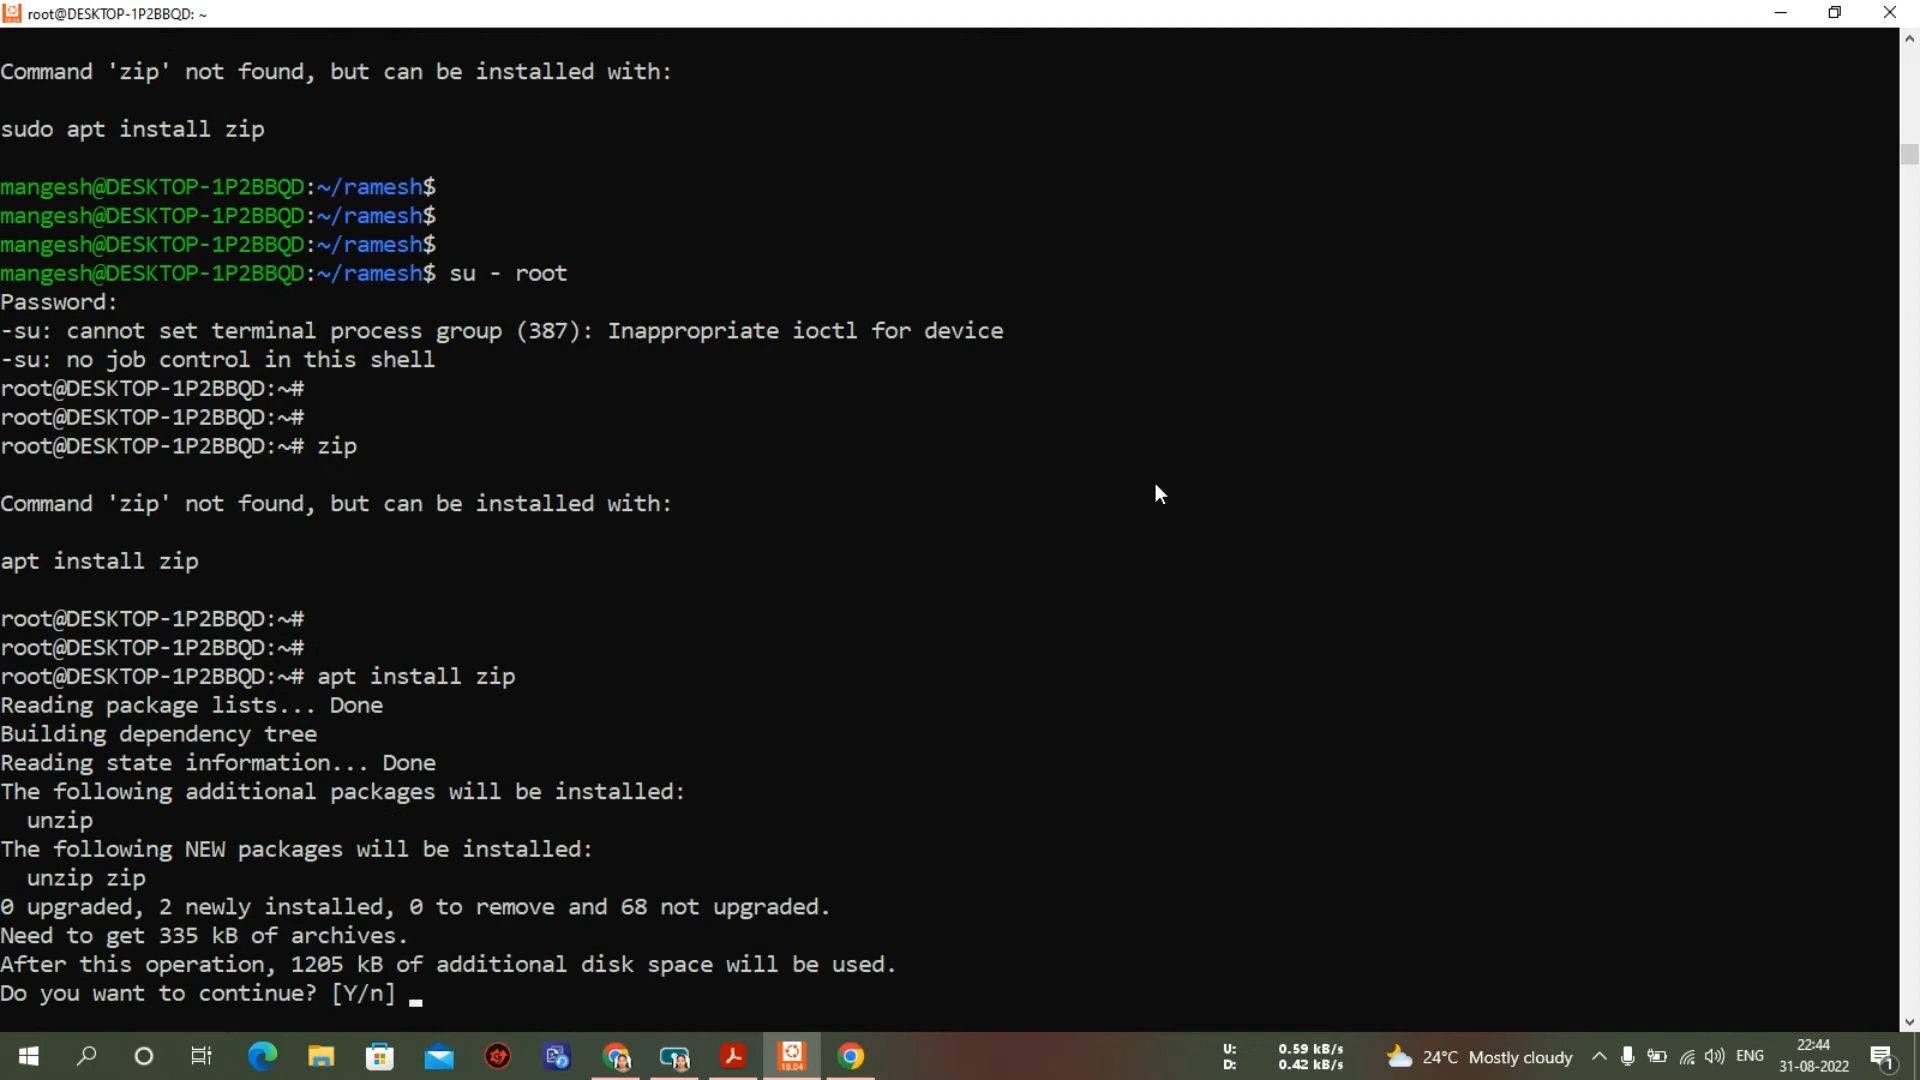 root@DESKTOP-1P2BBQD: ~
Command 'zip' not found, but can be installed with:
sudo apt install zip
mangesh@DESKTOP-1P2BBQD:~/ramesh$
mangesh@DESKTOP-1P2BBQD:~/ramesh$
mangesh@DESKTOP-1P2BBQD:~/ramesh$
mangesh@DESKTOP-1P2BBQD:~/ramesh$ su - root
Password:
-su: cannot set terminal process group (387): Inappropriate ioctl for device
-su: no job control in this shell
root@DESKTOP-1P2BBQD:~#
root@DESKTOP-1P2BBQD:~#
root@DESKTOP-1P2BBQD:~# zip
Command 'zip' not found, but can be installed with:
apt install zip
root@DESKTOP-1P2BBQD:~#
root@DESKTOP-1P2BBQD:~#
root@DESKTOP-1P2BBQD:~# apt install zip
Reading package lists... Done
Building dependency tree
Reading state information... Done
The following additional packages will be installed:
unzip
The following NEW packages will be installed:
unzip zip
0 upgraded, 2 newly installed, 0 to remove and 68 not upgraded.
Need to get 335 kB of archives.
After this operation, 1205 kB of additional disk space will be used.
Do you want to continue? [Y/n]
18.04
U: 0.59 kB/s
D: 0.42 kB/s
24°C Mostly cloudy
ENG
22:44
31-08-2022
1